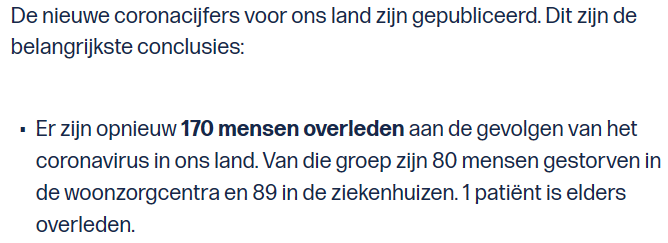 De nieuwe coronacijfers voor ons land zijn gepubliceerd. Dit zijn de
belangrijkste conclusies:
▪ Er zijn opnieuw 170 mensen overleden aan de gevolgen van het
coronavirus in ons land. Van die groep zijn 80 mensen gestorven in
de woonzorgcentra en 89 in de ziekenhuizen. 1 patiënt is elders
overleden.